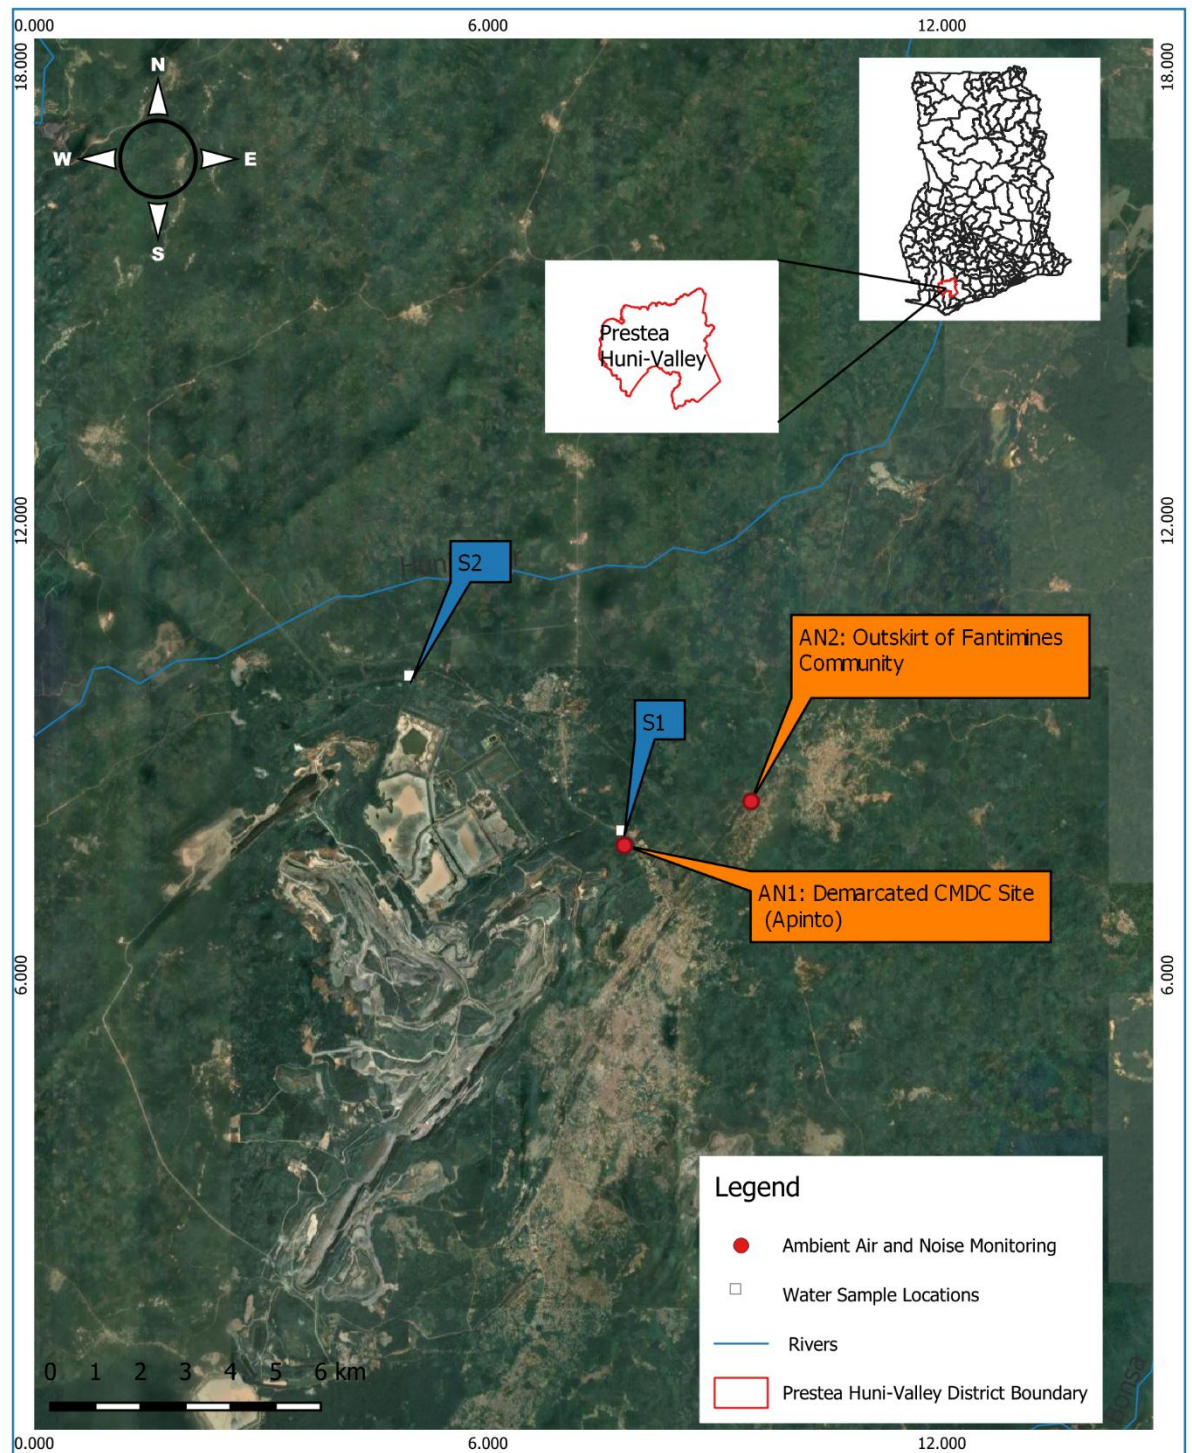 0.000
6.000
12.000
18.000
18.000
N
W
E
S
Prestea
Huni-Valley
12.000
12.000
Hun
S2
AN2: Outskirt of Fantimines
Community
S1
AN1: Demarcated CMDC Site
(Apinto)
6.000
6.000
Legend
Ambient Air and Noise Monitoring
Water Sample Locations
Rivers
Prestea Huni-Valley District Boundary
0 1 2 3 4 5 6 km
Bonsa
0.000
6.000
12.000